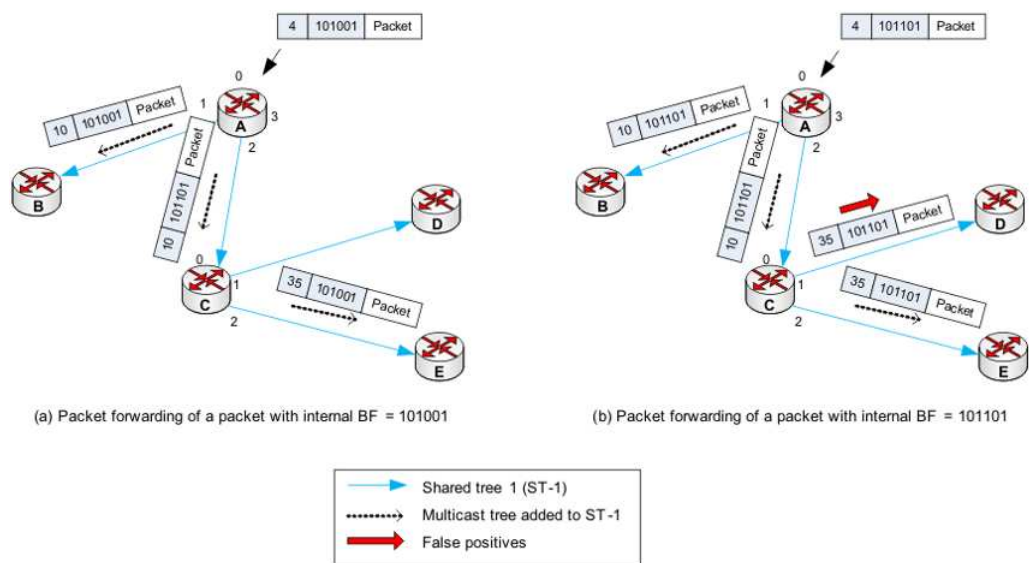 4 101001 Packet
0
1
A
3
2
10 101001 Packet
B
10 101101 Packet
D
0
C
1
2
35 101001 Packet
E
(a) Packet forwarding of a packet with internal BF = 101001
4 101101 Packet
0
1
A
3
2
10 101101 Packet
B
10 101101 Packet
35 101101 Packet
D
0
C
1
2
35 101101 Packet
E
(b) Packet forwarding of a packet with internal BF = 101101
Shared tree 1 (ST-1)
Multicast tree added to ST-1
False positives